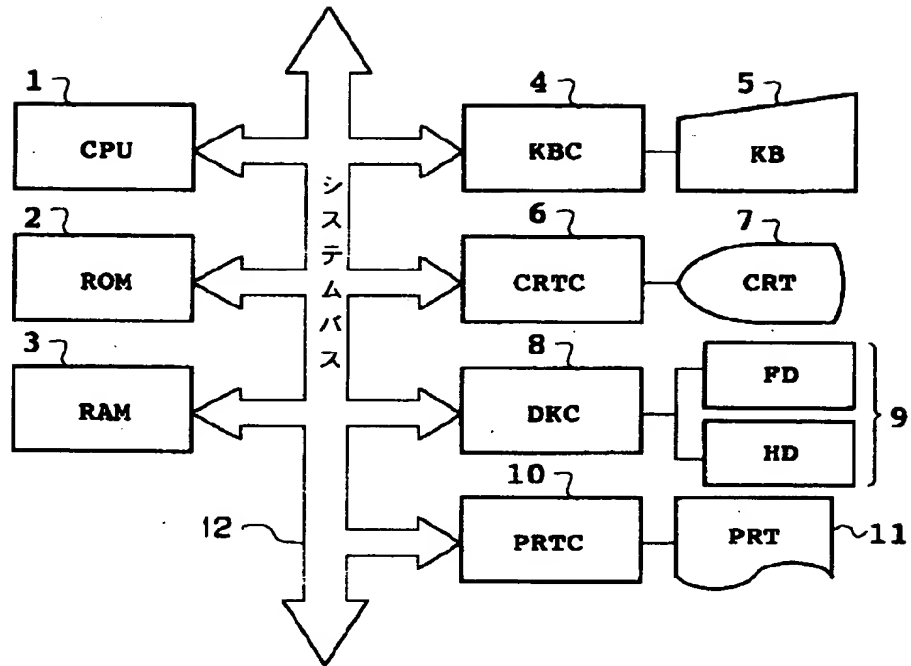 1
CPU
2
ROM
3
RAM
システムバス
12
4
KBC
5
KB
6
CRTC
7
CRT
8
DKC
FD
HD
9
10
PRTC
PRT
11